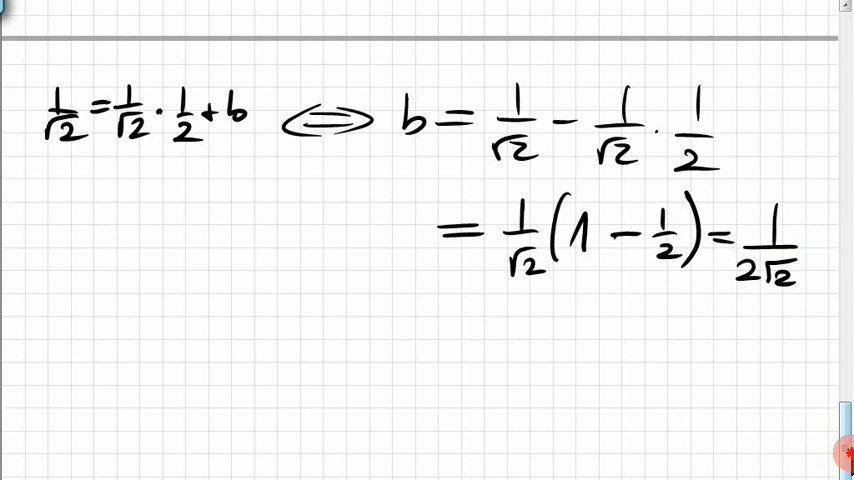 1/√2 = 1/√2 · 1/2 + b ⟺ b = 1/√2 − 1/√2 · 1/2
= 1/√2 (1 − 1/2) = 1/2√2